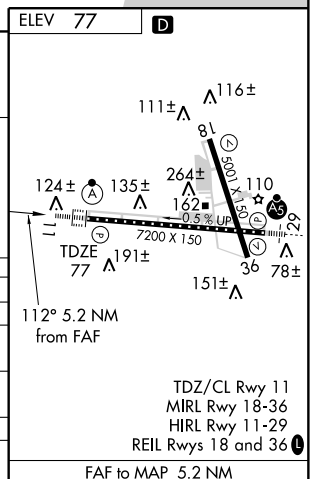 ELEV 77 D
116±
111±
18
V
5001 X 150
264±
110
124±
A
135±
162
A5
P
0.5% UP
29
11
7200 X 150
P
V
TDZE
77
191±
36
78±
151±
112° 5.2 NM
from FAF
TDZ/CL Rwy 11
MIRL Rwy 18-36
HIRL Rwy 11-29
REIL Rwys 18 and 36 L
FAF to MAP 5.2 NM